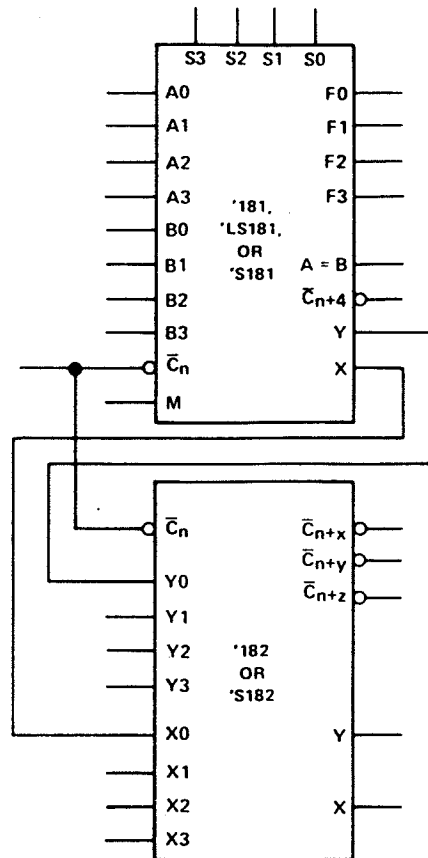 S3 S2 S1 S0
A0 F0
A1 F1
A2 F2
A3 F3
'181,
'LS181,
OR
'S181
B0
B1 A = B
B2 C̅n+4
B3 Y
C̅n X
M
C̅n C̅n+x
C̅n+y
Y0 C̅n+z
Y1
Y2
Y3
'182
OR
'S182
X0 Y
X1
X2 X
X3